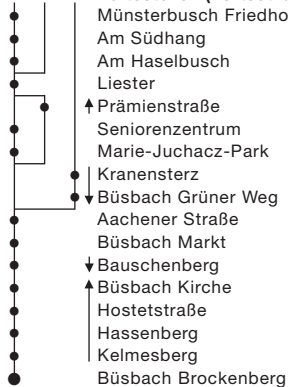 Münsterbusch Friedho
Am Südhang
Am Haselbusch
Liester
Prämienstraße
Seniorenzentrum
Marie-Juchacz-Park
Kranensterz
Büsbach Grüner Weg
Aachener Straße
Büsbach Markt
Bauschenberg
Büsbach Kirche
Hostetstraße
Hassenberg
Kelmesberg
Büsbach Brockenberg